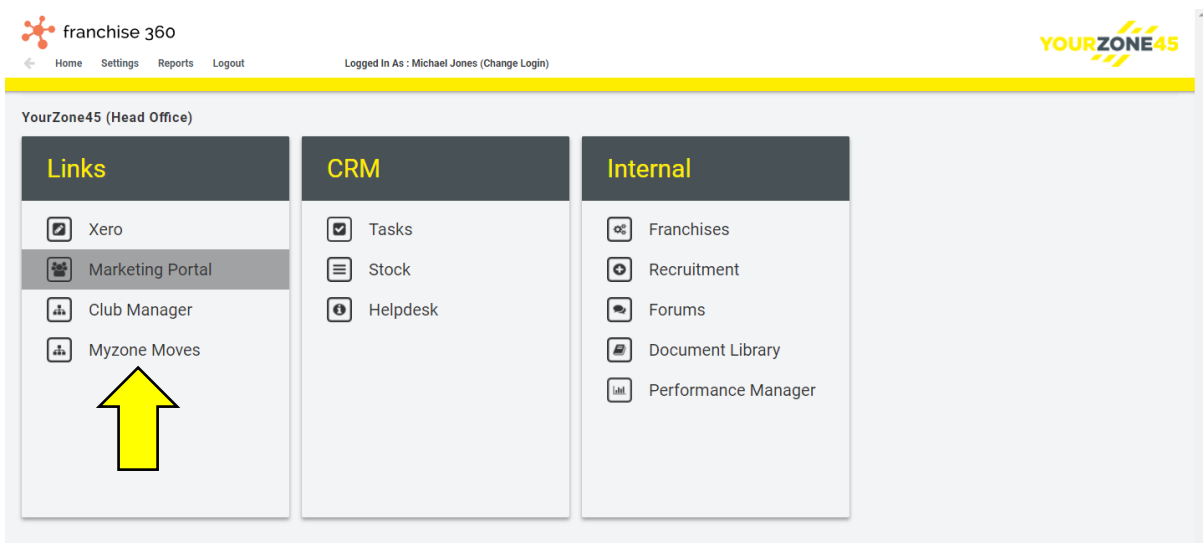 franchise 360
YOURZONE45
Home Settings Reports Logout Logged In As : Michael Jones (Change Login)
YourZone45 (Head Office)
Links
Xero
Marketing Portal
Club Manager
Myzone Moves
CRM
Tasks
Stock
Helpdesk
Internal
Franchises
Recruitment
Forums
Document Library
Performance Manager